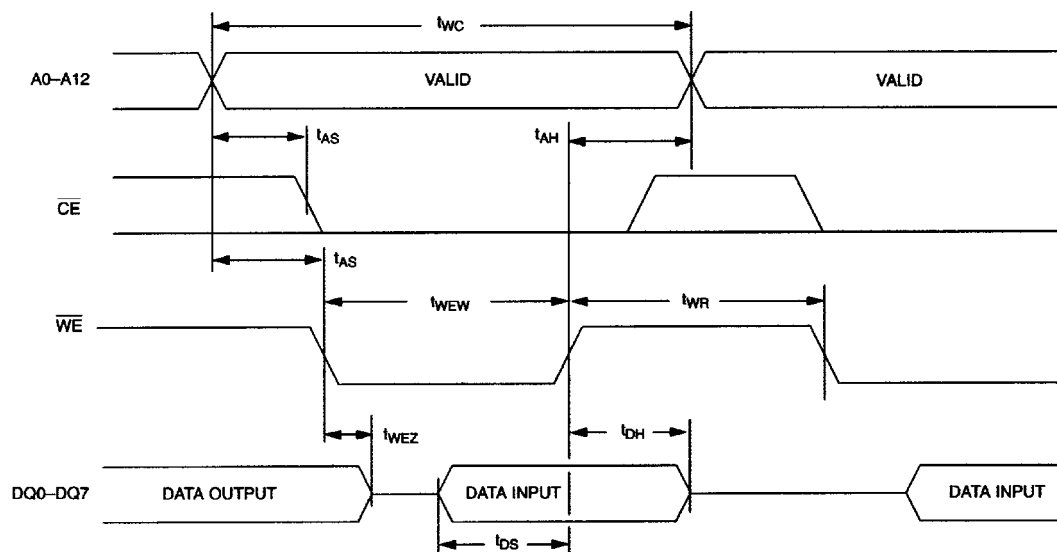 tWC
A0–A12
VALID
VALID
tAS
tAH
CE
tAS
tWEW
tWR
WE
tWEZ
tDH
DQ0–DQ7
DATA OUTPUT
DATA INPUT
DATA INPUT
tDS